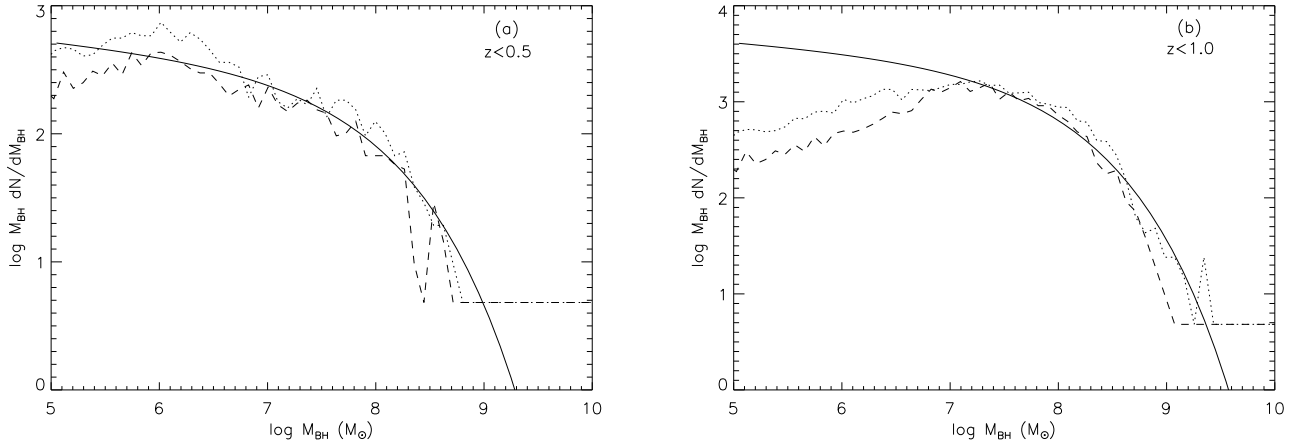 3
2
1
0
log M_BH dN/dM_BH
(a)
z<0.5
5 6 7 8 9 10
log M_BH (M_⊙)
4
3
2
1
0
log M_BH dN/dM_BH
(b)
z<1.0
5 6 7 8 9 10
log M_BH (M_⊙)